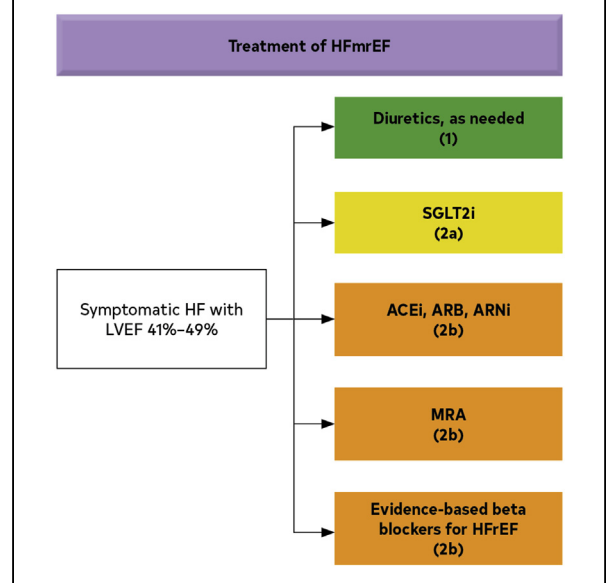 Treatment of HFmrEF
Diuretics, as needed
(1)
SGLT2i
(2a)
Symptomatic HF with
LVEF 41%–49%
ACEi, ARB, ARNi
(2b)
MRA
(2b)
Evidence-based beta
blockers for HFrEF
(2b)